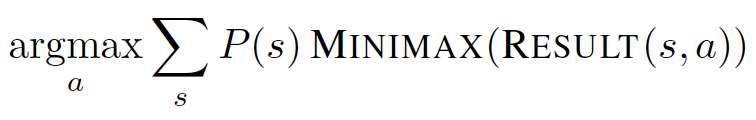 argmax_a ∑_s P(s) MINIMAX(RESULT(s, a))